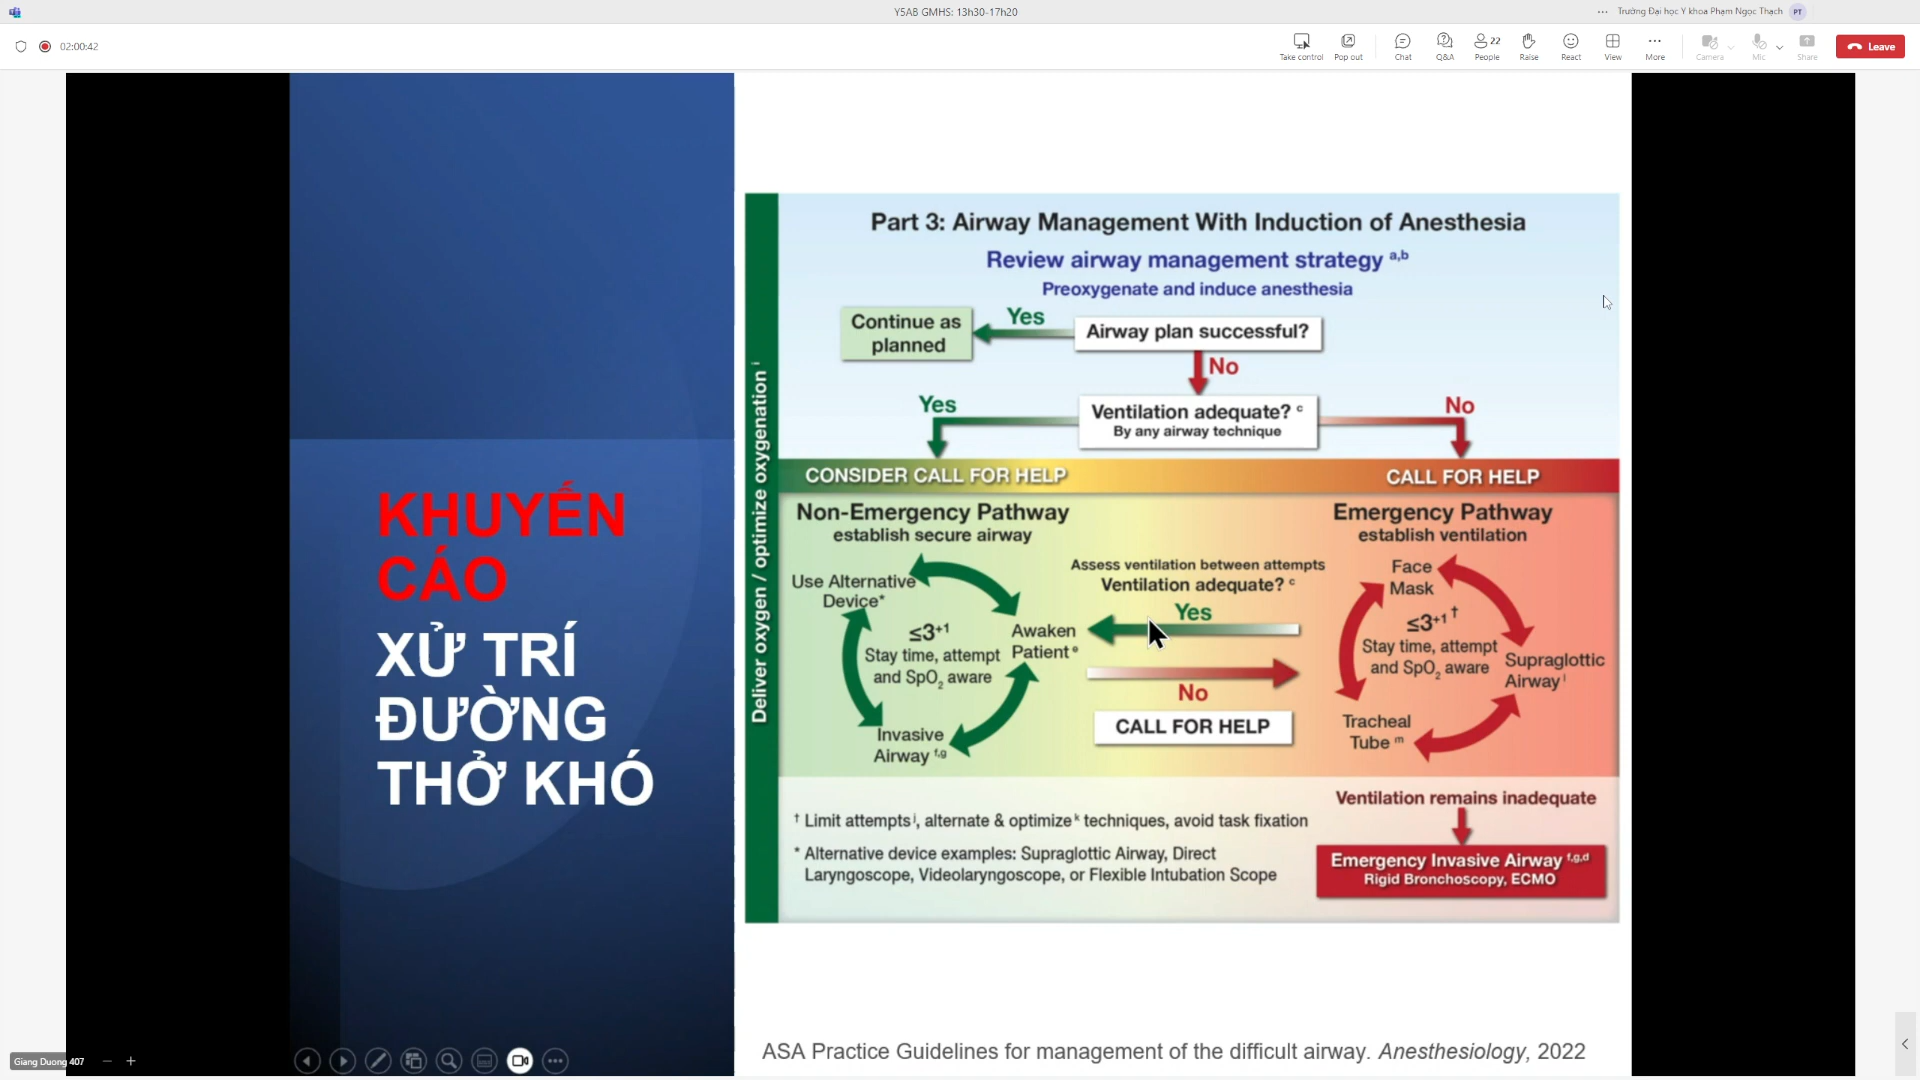 Y5AB GMHS: 13h30-17h20
Trường Đại học Y khoa Phạm Ngọc Thạch
PT
02:00:42
Take control
Pop out
Chat
Q&A
22
People
Raise
React
View
More
Camera
Mic
Share
Leave
KHUYẾN
CÁO
XỬ TRÍ
ĐƯỜNG
THỞ KHÓ
Deliver oxygen / optimize oxygenation i
Part 3: Airway Management With Induction of Anesthesia
Review airway management strategy a,b
Preoxygenate and induce anesthesia
Continue as
planned
Yes
Airway plan successful?
No
Yes
Ventilation adequate? c
By any airway technique
No
CONSIDER CALL FOR HELP
CALL FOR HELP
Non-Emergency Pathway
establish secure airway
Use Alternative
Device*
≤3+1
Stay time, attempt
and SpO2 aware
Awaken
Patient e
Invasive
Airway f,g
Assess ventilation between attempts
Ventilation adequate? c
Yes
No
CALL FOR HELP
Emergency Pathway
establish ventilation
Face
Mask
≤3+1 †
Stay time, attempt
and SpO2 aware
Supraglottic
Airway l
Tracheal
Tube m
† Limit attempts j, alternate & optimize k techniques, avoid task fixation
* Alternative device examples: Supraglottic Airway, Direct
Laryngoscope, Videolaryngoscope, or Flexible Intubation Scope
Ventilation remains inadequate
Emergency Invasive Airway f,g,d
Rigid Bronchoscopy, ECMO
ASA Practice Guidelines for management of the difficult airway. Anesthesiology, 2022
Giang Duong 407